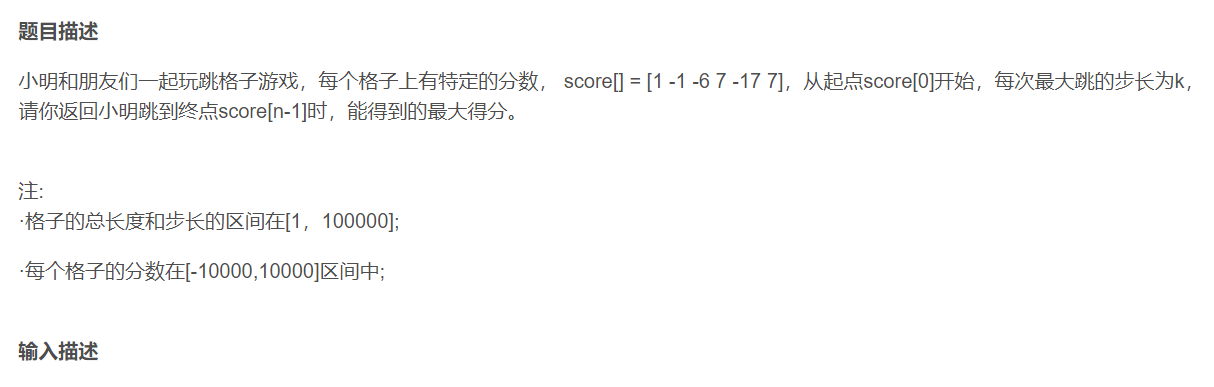 题目描述
小明和朋友们一起玩跳格子游戏，每个格子上有特定的分数， score[] = [1 -1 -6 7 -17 7]，从起点score[0]开始，每次最大跳的步长为k，
请你返回小明跳到终点score[n-1]时，能得到的最大得分。
注:
·格子的总长度和步长的区间在[1，100000];
·每个格子的分数在[-10000,10000]区间中;
输入描述